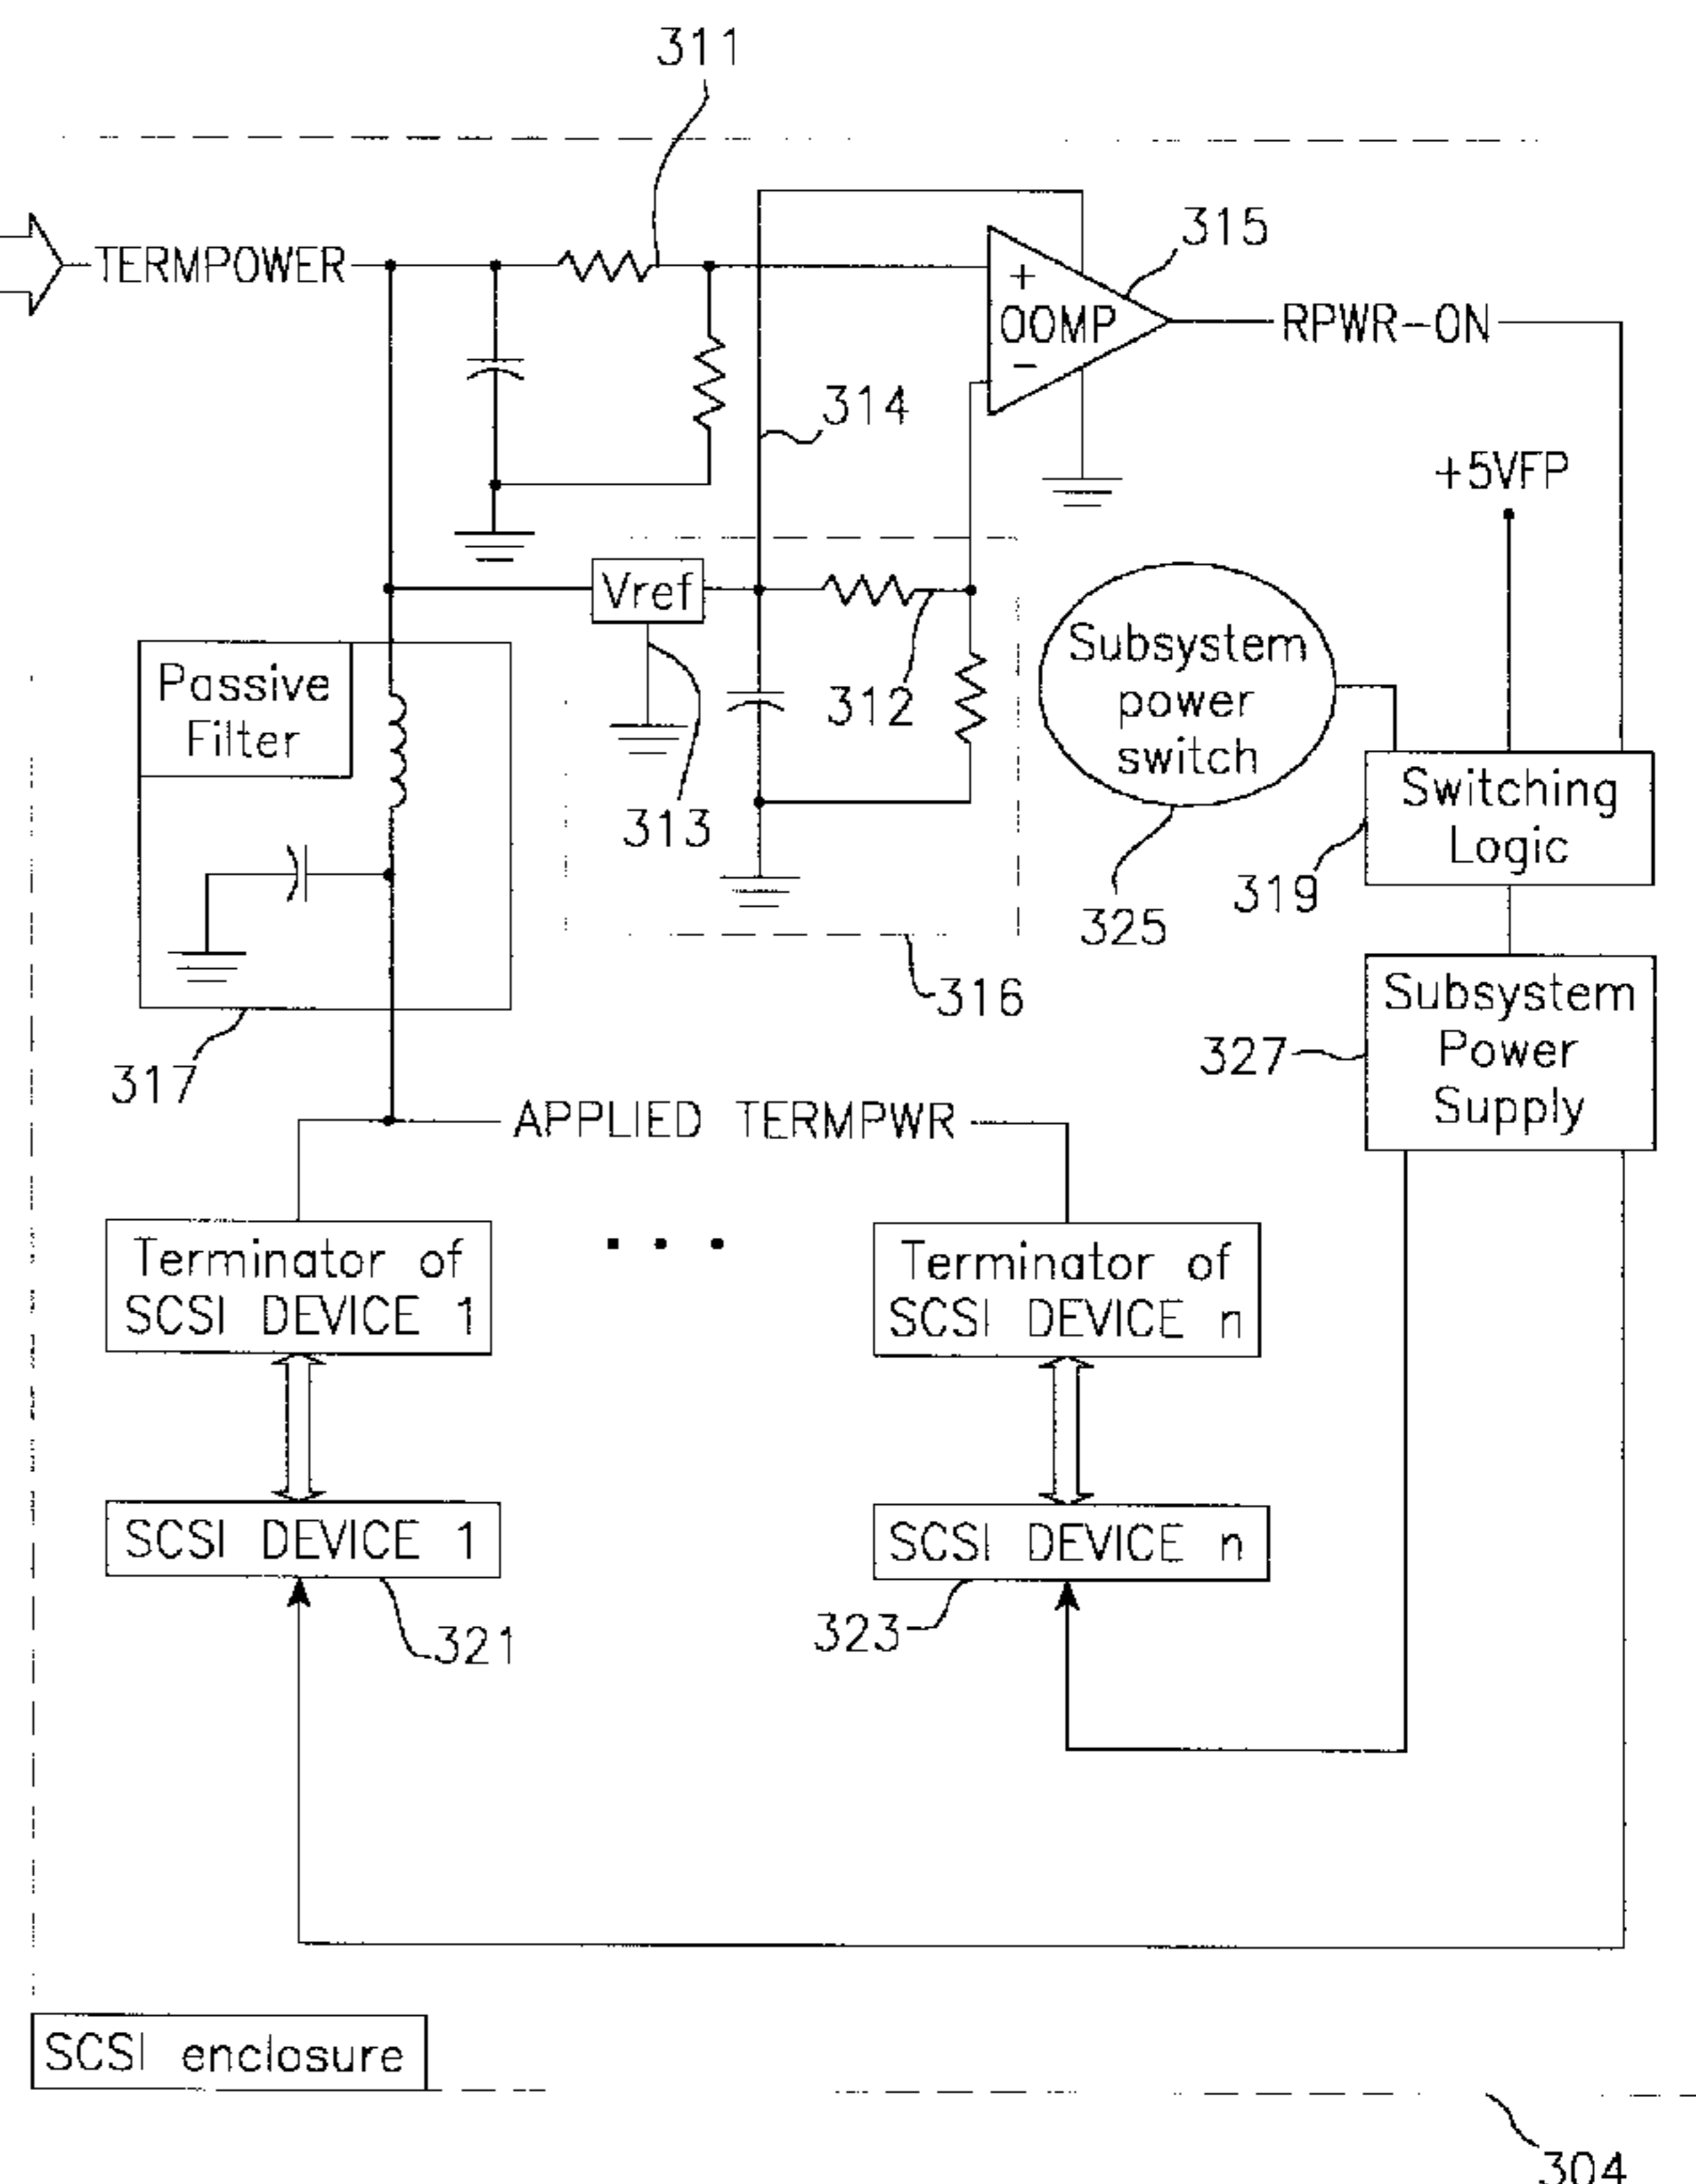 311
TERMPOWER
+
OOMP
−
315
RPWR-ON
314
+5VFP
Vref
312
313
316
Passive
Filter
317
Subsystem
power
switch
325
Switching
Logic
319
Subsystem
Power
Supply
327
APPLIED TERMPWR
Terminator of
SCSI DEVICE 1
Terminator of
SCSI DEVICE n
SCSI DEVICE 1
321
SCSI DEVICE n
323
SCSI enclosure
304